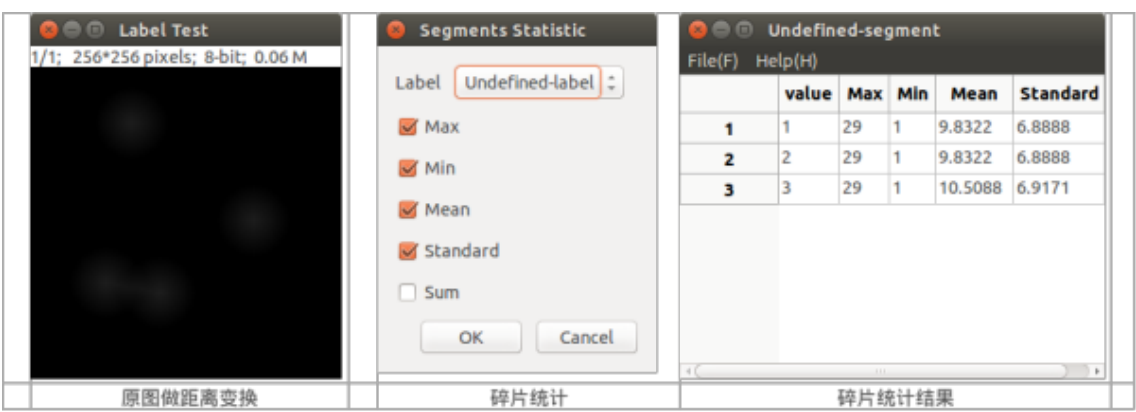 Label Test
1/1; 256*256 pixels; 8-bit; 0.06 M
原图做距离变换
Segments Statistic
Label Undefined-label
Max
Min
Mean
Standard
Sum
OK Cancel
碎片统计
Undefined-segment
File(F) Help(H)
value Max Min Mean Standard
1 1 29 1 9.8322 6.8888
2 2 29 1 9.8322 6.8888
3 3 29 1 10.5088 6.9171
碎片统计结果